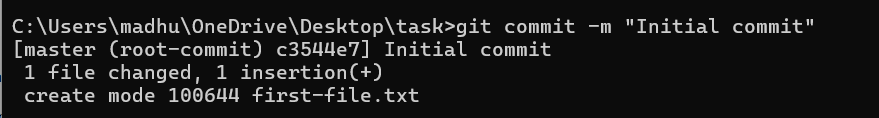 C:\Users\madhu\OneDrive\Desktop\task>git commit -m "Initial commit"
[master (root-commit) c3544e7] Initial commit
 1 file changed, 1 insertion(+)
 create mode 100644 first-file.txt